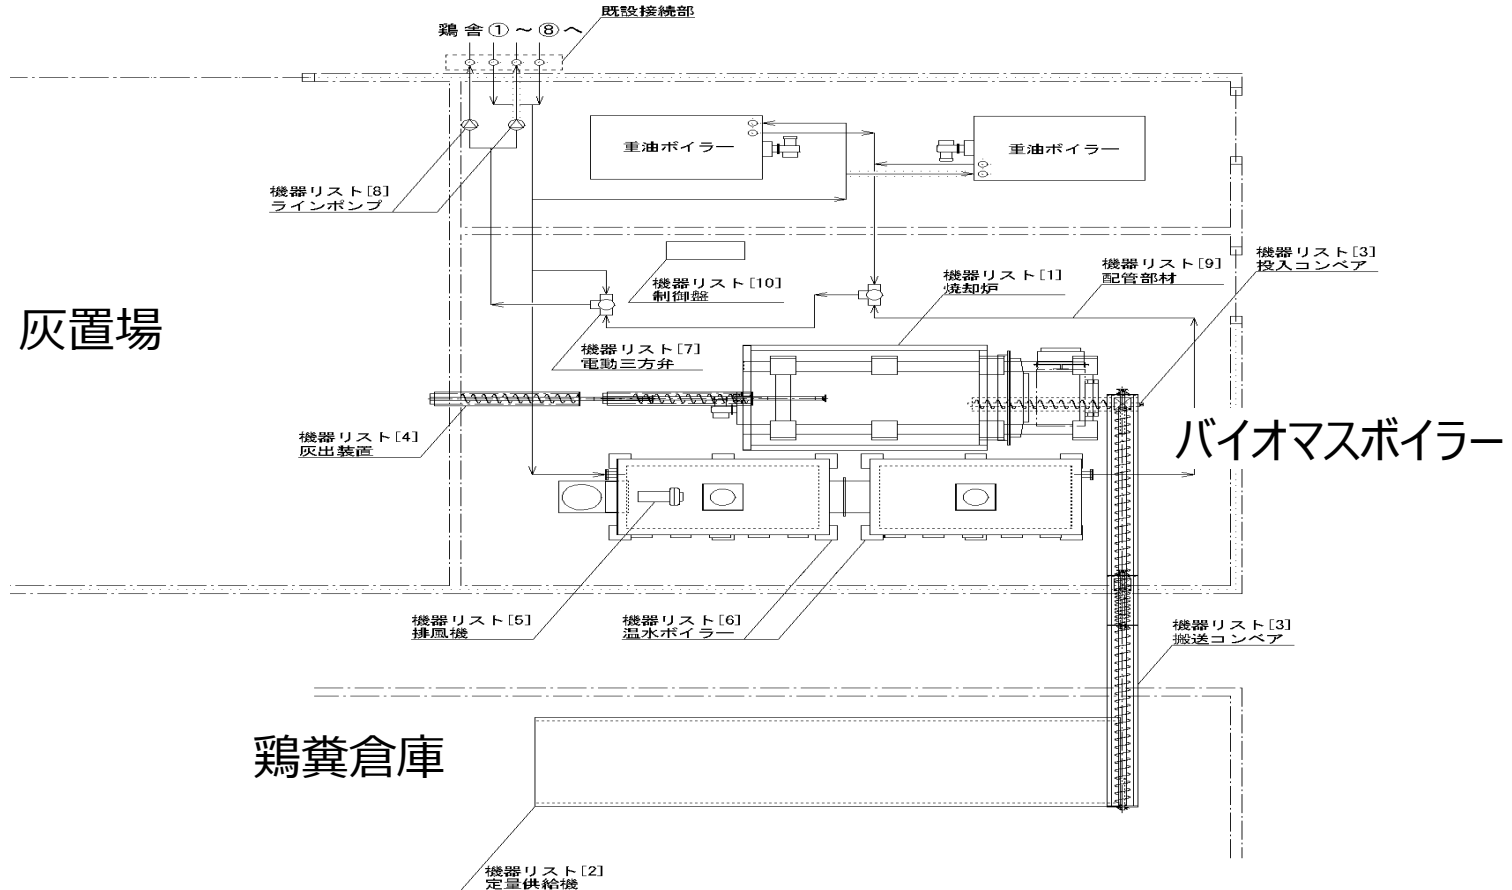 既設接続部
鶏舎①~⑧へ
重油ボイラー
重油ボイラー
機器リスト[8]
ラインポンプ
機器リスト[3]
投入コンベア
機器リスト[9]
配管部材
機器リスト[1]
焼却炉
機器リスト[10]
制御盤
灰置場
機器リスト[7]
電動三方弁
バイオマスボイラー
機器リスト[4]
灰出装置
機器リスト[5]
排風機
機器リスト[6]
温水ボイラー
機器リスト[3]
搬送コンベア
鶏糞倉庫
機器リスト[2]
定量供給機